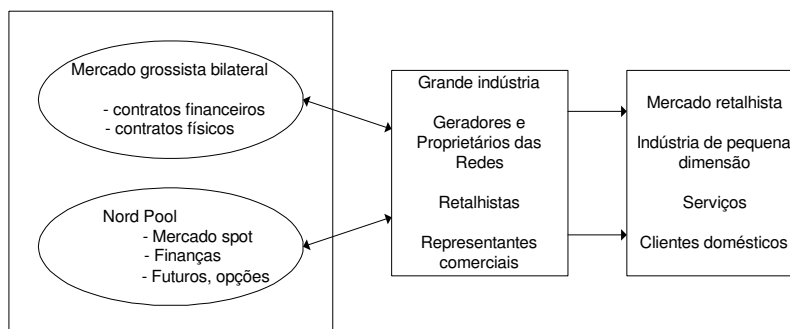 Mercado grossista bilateral
- contratos financeiros
- contratos físicos
Nord Pool
- Mercado spot
- Finanças
- Futuros, opções
Grande indústria
Geradores e
Proprietários das
Redes
Retalhistas
Representantes
comerciais
Mercado retalhista
Indústria de pequena
dimensão
Serviços
Clientes domésticos